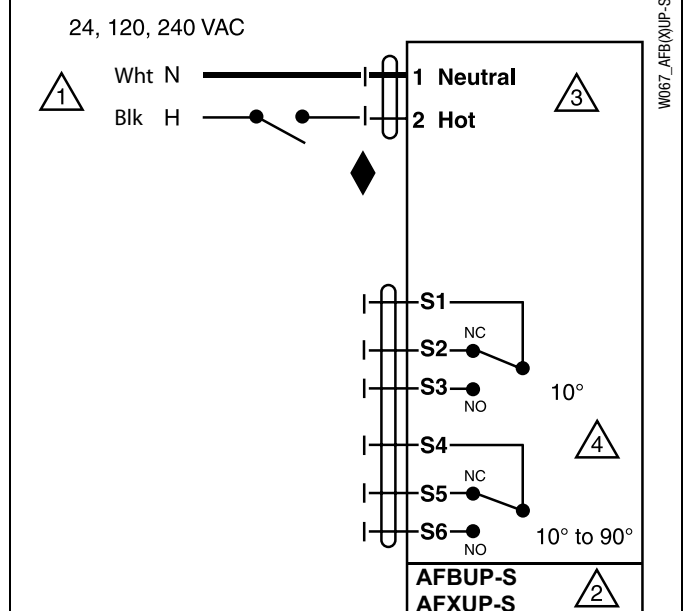 24, 120, 240 VAC
Wht N
1 Neutral
1
3
Blk H
2 Hot
S1
NC
S2
S3
NO
10°
S4
4
NC
S5
S6
NO
10° to 90°
AFBUP-S
2
AFXUP-S
W067_AFB(X)UP-S